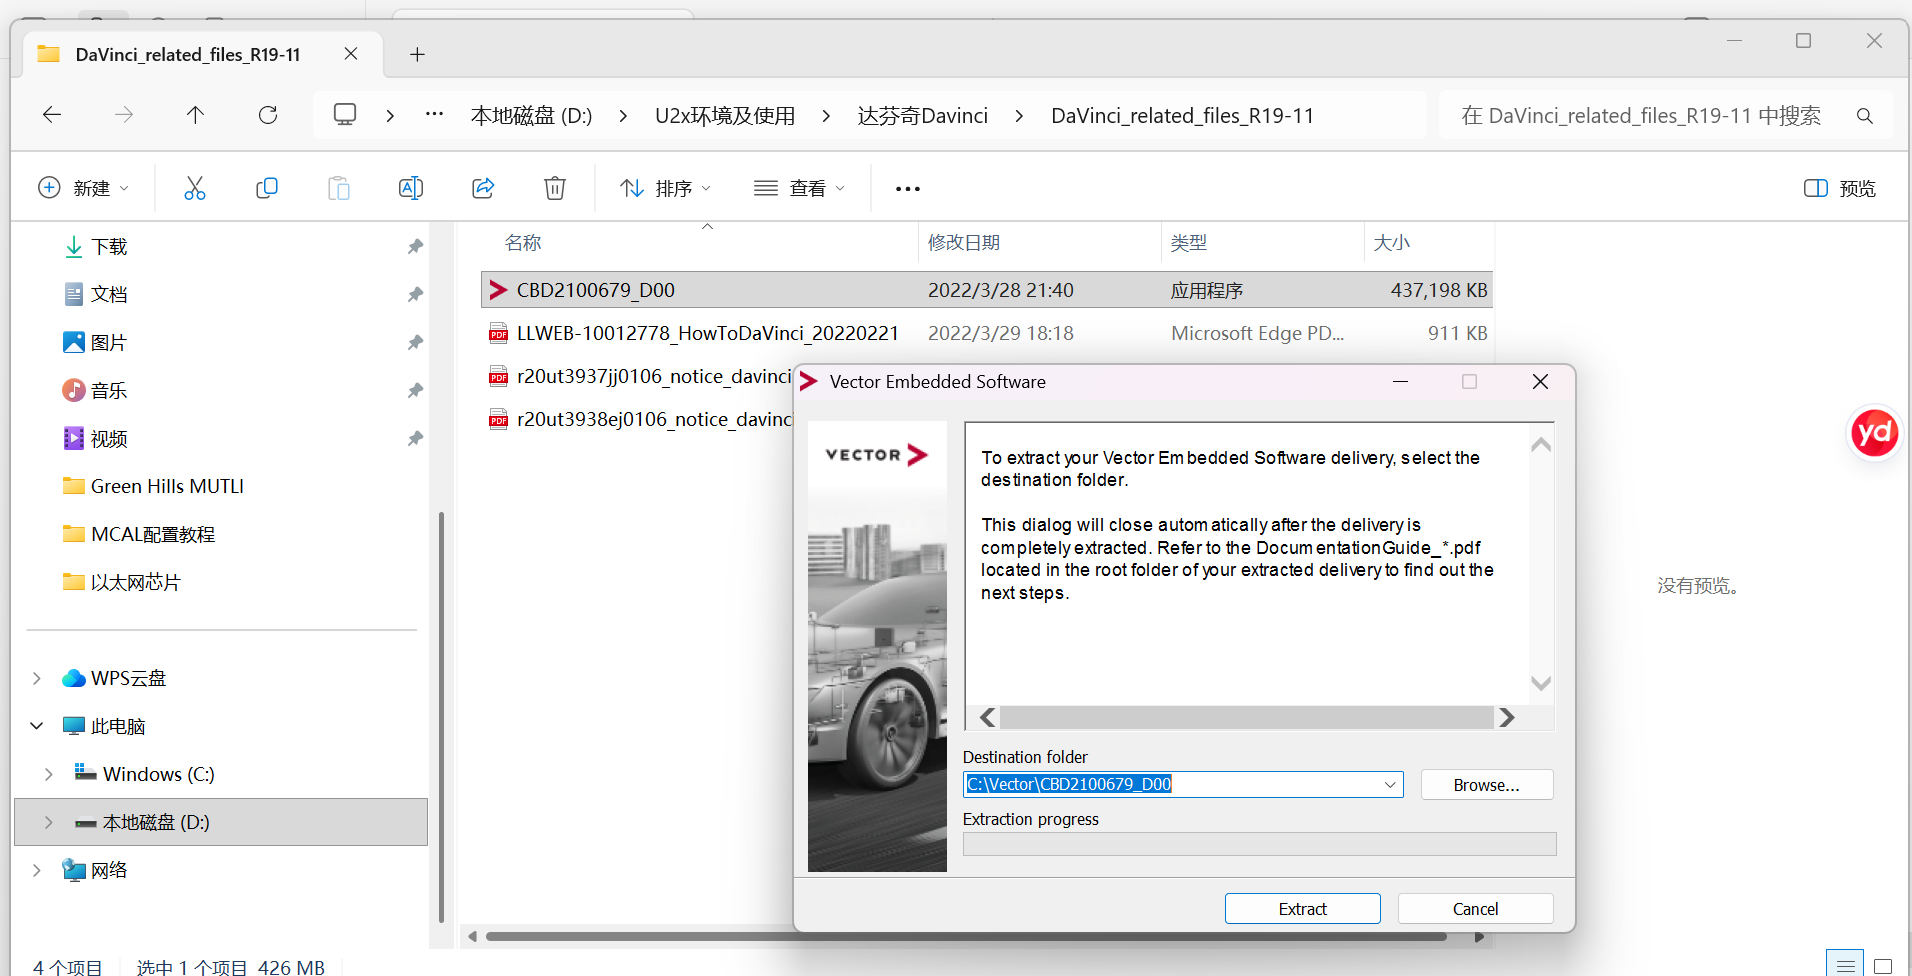 DaVinci_related_files_R19-11
本地磁盘 (D:)
U2x环境及使用
达芬奇Davinci
DaVinci_related_files_R19-11
在 DaVinci_related_files_R19-11 中搜索
新建
排序
查看
预览
下载
文档
图片
音乐
视频
Green Hills MUTLI
MCAL配置教程
以太网芯片
WPS云盘
此电脑
Windows (C:)
本地磁盘 (D:)
网络
名称 修改日期 类型 大小
CBD2100679_D00 2022/3/28 21:40 应用程序 437,198 KB
LLWEB-10012778_HowToDaVinci_20220221 2022/3/29 18:18 Microsoft Edge PD... 911 KB
r20ut3937jj0106_notice_davinci
r20ut3938ej0106_notice_davinc
Vector Embedded Software
VECTOR
To extract your Vector Embedded Software delivery, select the
destination folder.
This dialog will close automatically after the delivery is
completely extracted. Refer to the DocumentationGuide_*.pdf
located in the root folder of your extracted delivery to find out the
next steps.
Destination folder
C:\Vector\CBD2100679_D00
Browse...
Extraction progress
Extract
Cancel
yd
没有预览。
4 个项目
选中 1 个项目 426 MB